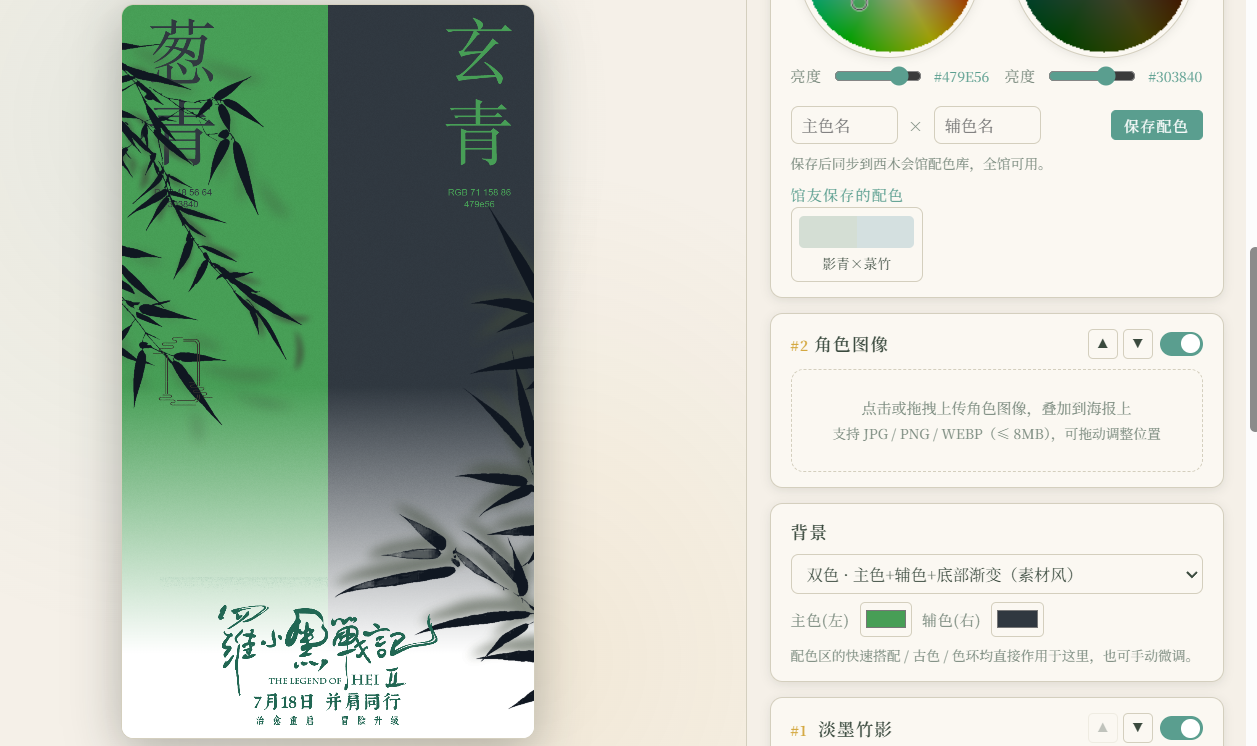 葱青
玄青
RGB 48 56 64
303840
RGB 71 158 86
479e56
羅小黑戰記
THE LEGEND OF HEI II
7月18日 并肩同行
治愈重启 冒险升级
亮度 #479E56 亮度 #303840
主色名 × 辅色名 保存配色
保存后同步到西木会馆配色库，全馆可用。
馆友保存的配色
影青×菉竹
#2 角色图像 ▲ ▼
点击或拖拽上传角色图像，叠加到海报上
支持 JPG / PNG / WEBP（≤ 8MB），可拖动调整位置
背景
双色 · 主色+辅色+底部渐变（素材风）
主色(左) 辅色(右)
配色区的快速搭配 / 古色 / 色环均直接作用于这里，也可手动微调。
#1 淡墨竹影 ▲ ▼